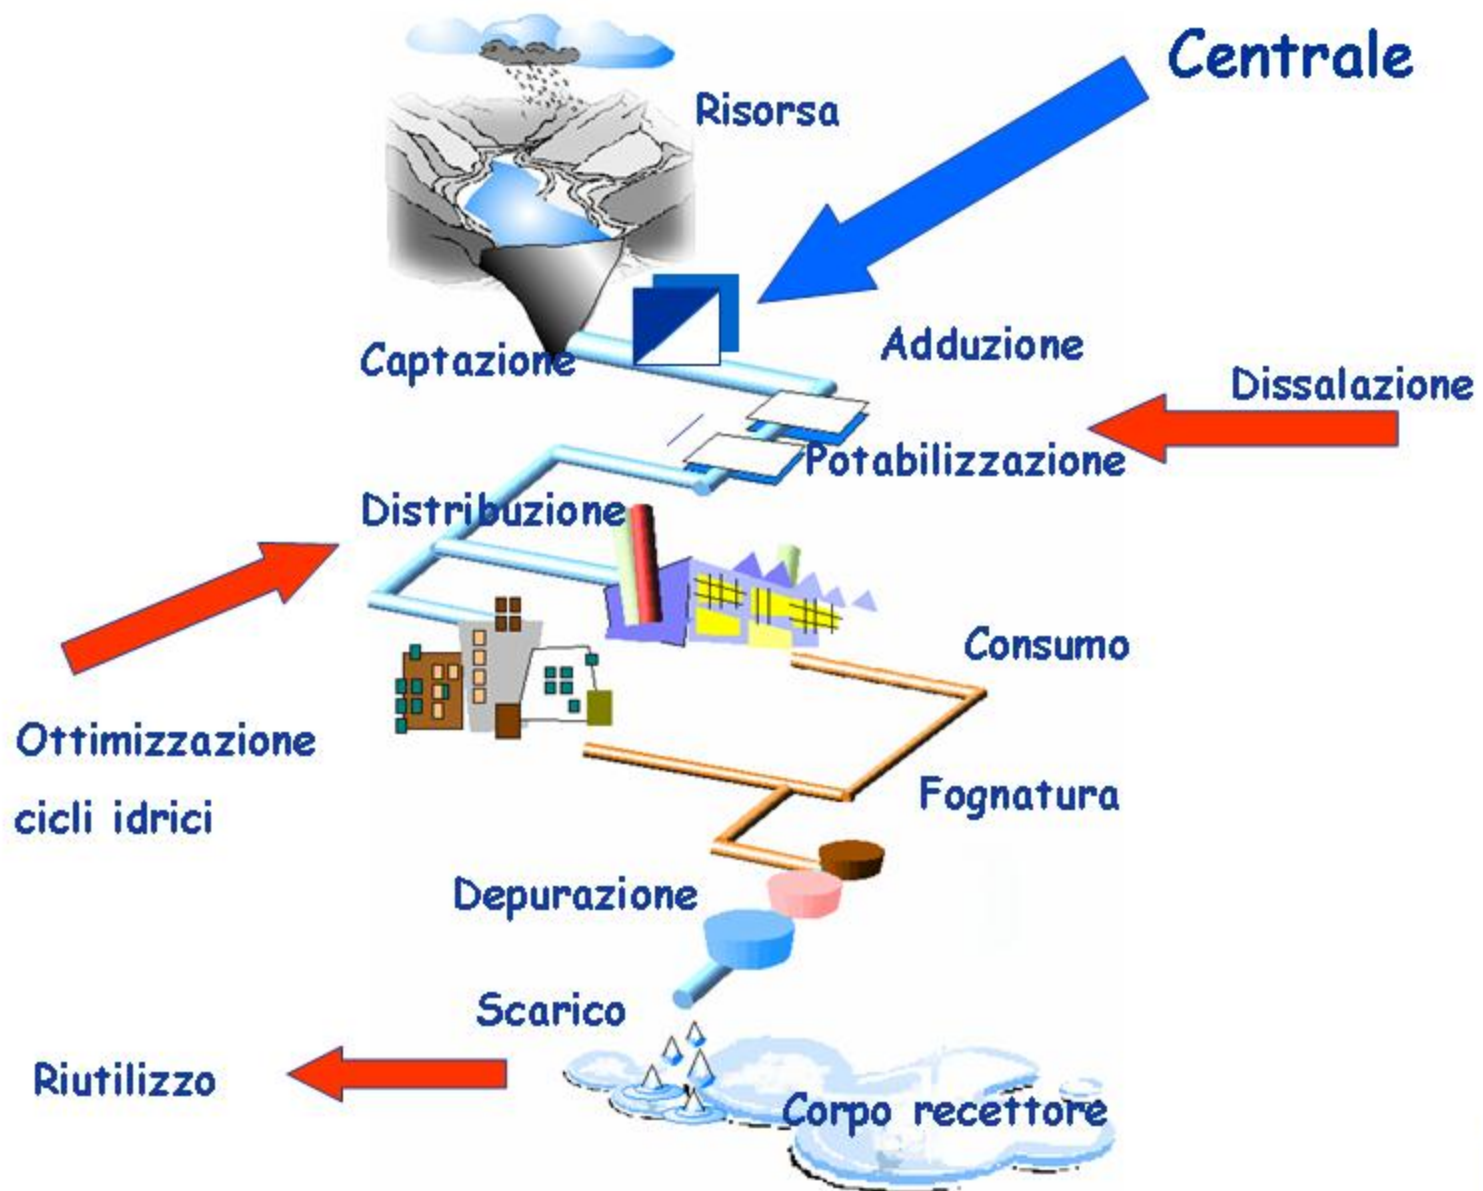 Centrale
Risorsa
Captazione
Adduzione
Dissalazione
Potabilizzazione
Distribuzione
Consumo
Ottimizzazione
cicli idrici
Fognatura
Depurazione
Scarico
Riutilizzo
Corpo recettore